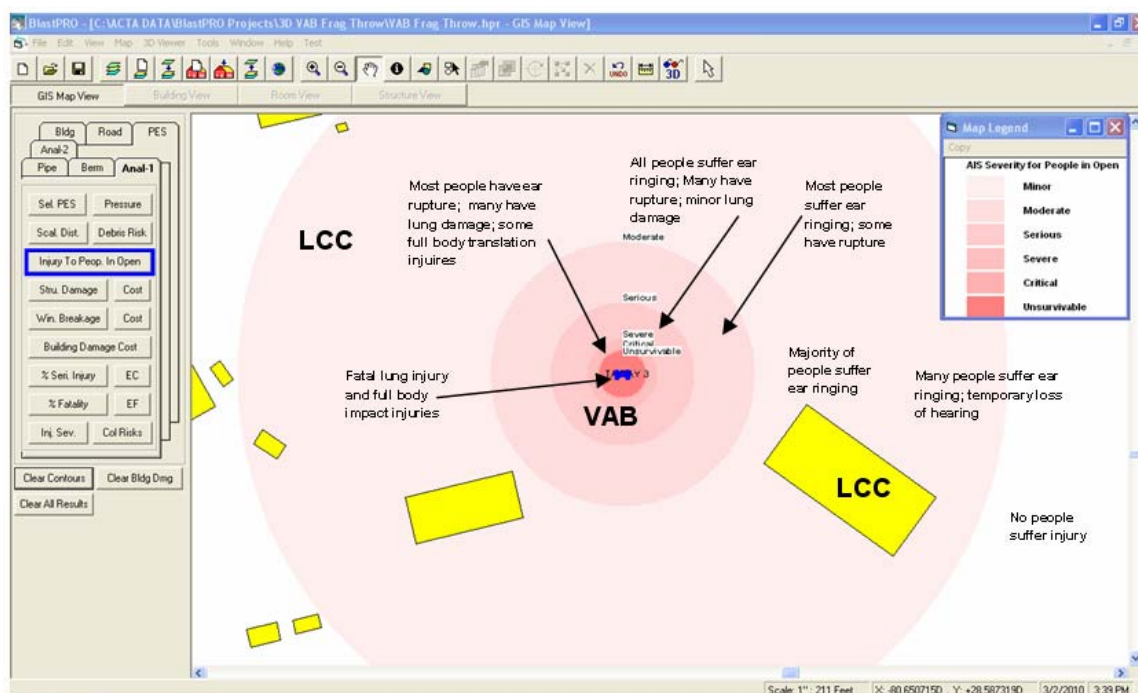 BlastPRO - [C:\ACTA DATA\BlastPRO Projects\3D VAB Frag Throw\VAB Frag Throw.hpr - GIS Map View]
File Edit View Map 3D Viewer Tools Window Help Test
UNDO 3D
GIS Map View Building View Room View Structure View
Bldg Road PES
Anal-2
Pipe Berm Anal-1
Sel. PES Pressure
Scal. Dist. Debris Risk
Injury To Peop. In Open
Stru. Damage Cost
Win. Breakage Cost
Building Damage Cost
% Seri. Injury EC
% Fatality EF
Inj. Sev. Col Risks
Clear Contours Clear Bldg Dmg
Clear All Results
LCC
Most people have ear
rupture; many have
lung damage; some
full body translation
injuires
All people suffer ear
ringing; Many have
rupture; minor lung
damage
Most people
suffer ear
ringing; some
have rupture
Moderate
Serious
Severe
Critical
Unsurvivable
Fatal lung injury
and full body
impact injuries
VAB
Majority of
people suffer
ear ringing
Many people suffer ear
ringing; temporary loss
of hearing
LCC
No people
suffer injury
Map Legend
Copy
AIS Severity for People in Open
Minor
Moderate
Serious
Severe
Critical
Unsurvivable
Scale: 1" : 211 Feet X: -80.650715D , Y: +28.587319D 3/2/2010 3:39 PM